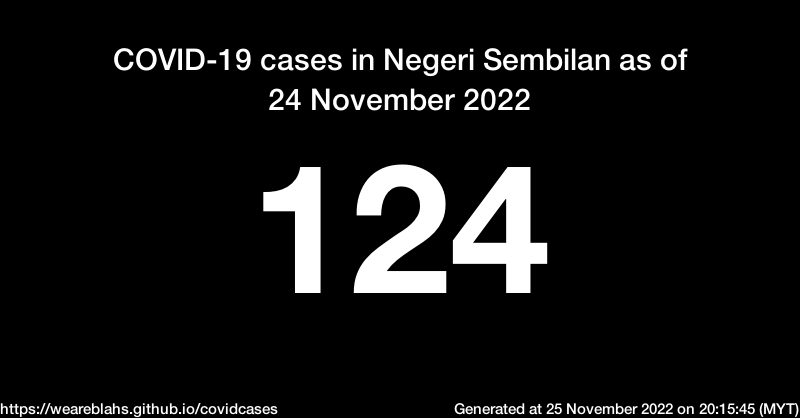 COVID-19 cases in Negeri Sembilan as of
24 November 2022
124
https://weareblahs.github.io/covidcases
Generated at 25 November 2022 on 20:15:45 (MYT)